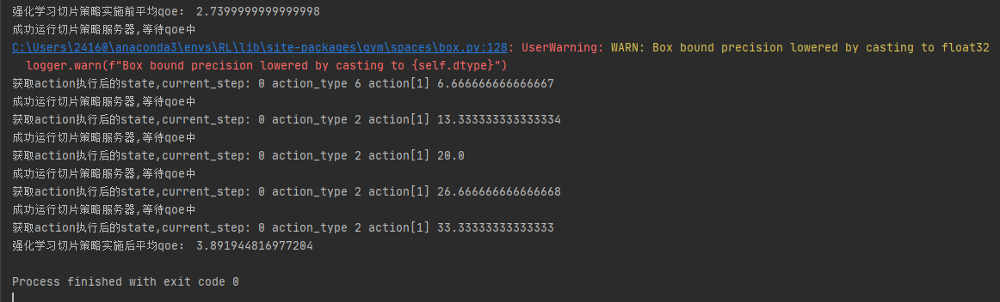 强化学习切片策略实施前平均qoe： 2.7399999999999998
成功运行切片策略服务器,等待qoe中
C:\Users\24160\anaconda3\envs\RL\lib\site-packages\gym\spaces\box.py:128: UserWarning: WARN: Box bound precision lowered by casting to float32
logger.warn(f"Box bound precision lowered by casting to {self.dtype}")
获取action执行后的state,current_step: 0 action_type 6 action[1] 6.666666666666667
成功运行切片策略服务器,等待qoe中
获取action执行后的state,current_step: 0 action_type 2 action[1] 13.333333333333334
成功运行切片策略服务器,等待qoe中
获取action执行后的state,current_step: 0 action_type 2 action[1] 20.0
成功运行切片策略服务器,等待qoe中
获取action执行后的state,current_step: 0 action_type 2 action[1] 26.666666666666668
成功运行切片策略服务器,等待qoe中
获取action执行后的state,current_step: 0 action_type 2 action[1] 33.33333333333333
强化学习切片策略实施后平均qoe： 3.891944816977204
Process finished with exit code 0